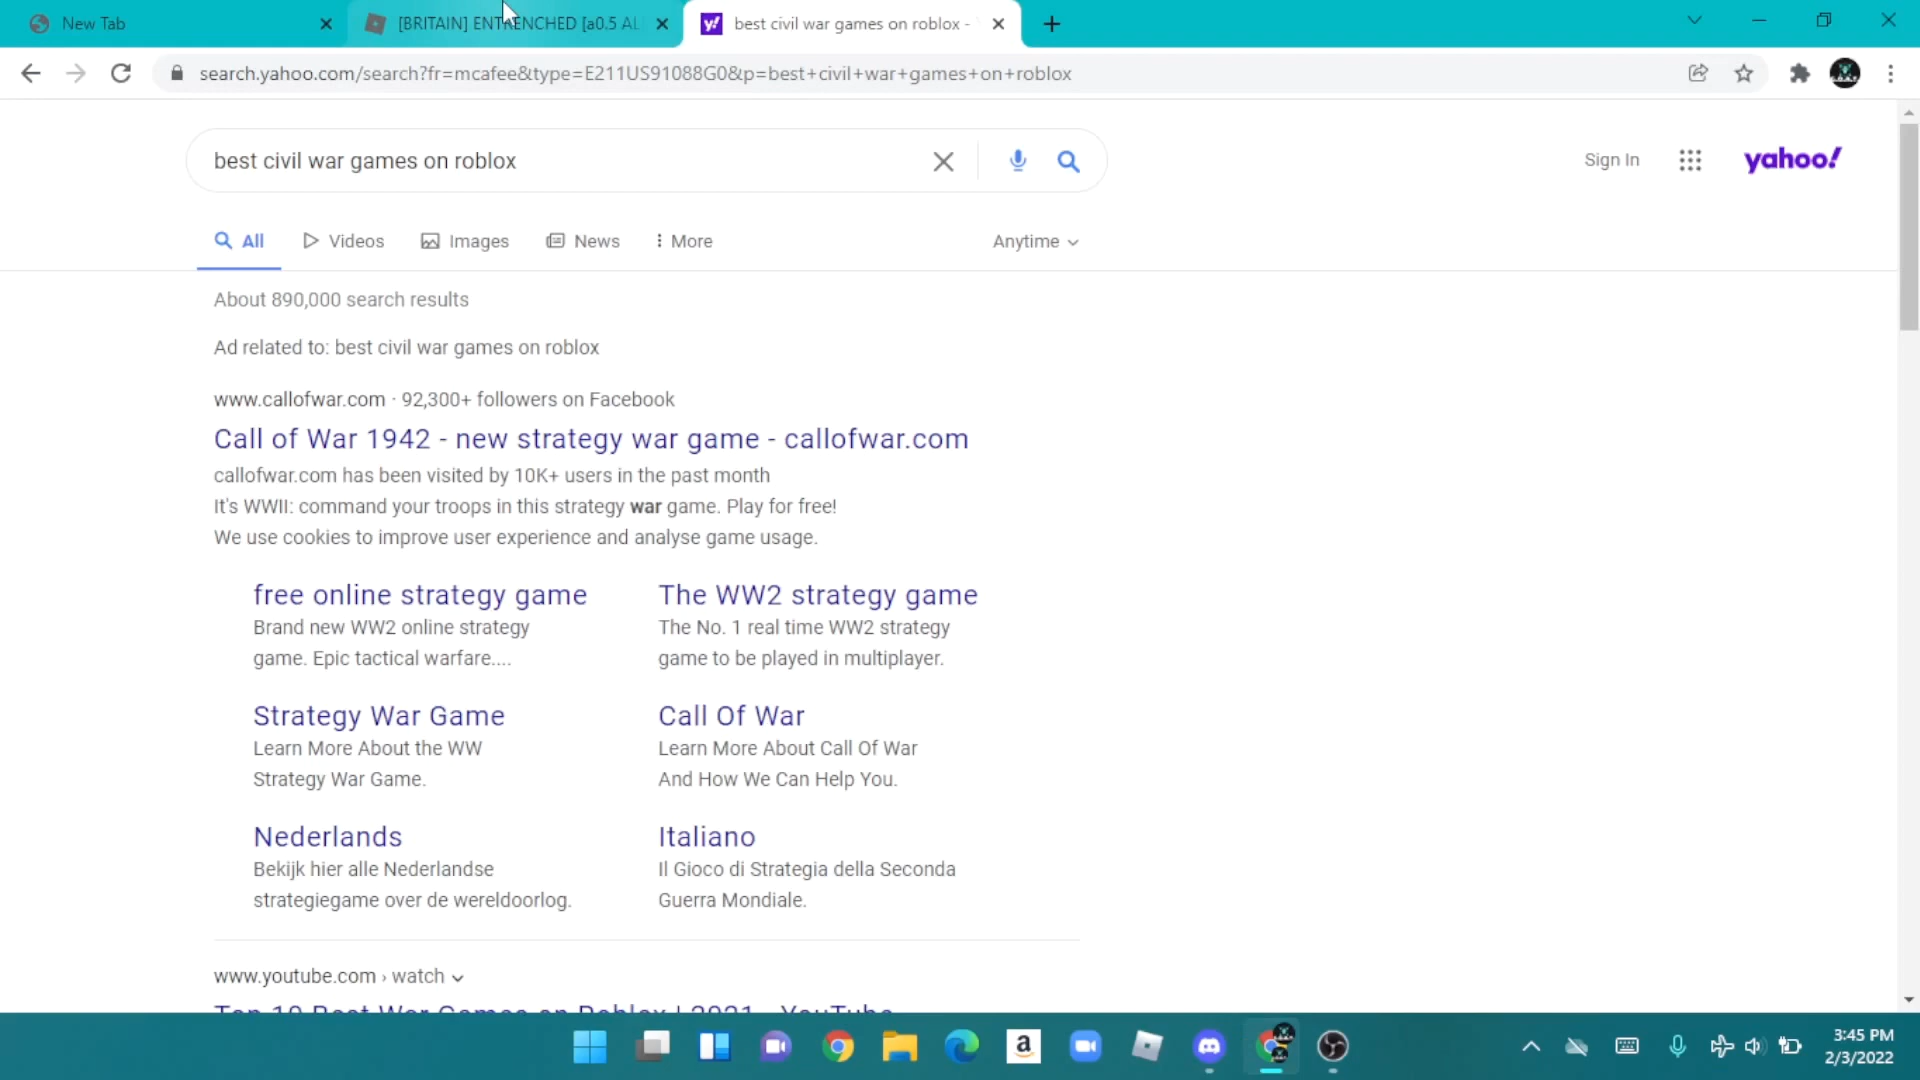 New Tab
[BRITAIN] ENTRENCHED [a0.5 AL
best civil war games on roblox -
search.yahoo.com/search?fr=mcafee&type=E211US91088G0&p=best+civil+war+games+on+roblox
best civil war games on roblox
Sign In
yahoo!
All
Videos
Images
News
More
Anytime
About 890,000 search results
Ad related to: best civil war games on roblox
www.callofwar.com · 92,300+ followers on Facebook
Call of War 1942 - new strategy war game - callofwar.com
callofwar.com has been visited by 10K+ users in the past month
It's WWII: command your troops in this strategy war game. Play for free!
We use cookies to improve user experience and analyse game usage.
free online strategy game
Brand new WW2 online strategy
game. Epic tactical warfare....
The WW2 strategy game
The No. 1 real time WW2 strategy
game to be played in multiplayer.
Strategy War Game
Learn More About the WW
Strategy War Game.
Call Of War
Learn More About Call Of War
And How We Can Help You.
Nederlands
Bekijk hier alle Nederlandse
strategiegame over de wereldoorlog.
Italiano
Il Gioco di Strategia della Seconda
Guerra Mondiale.
www.youtube.com › watch
Top 10 Best War Games on Roblox | 2021 - YouTube
3:45 PM
2/3/2022